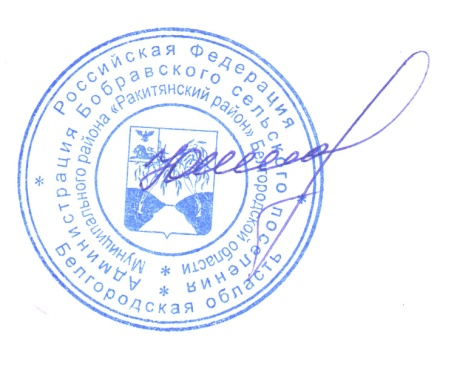 Российская Федерация
* Белгородская область *
Администрация Бобравского сельского поселения *
Муниципального района «Ракитянский район» Белгородской области *